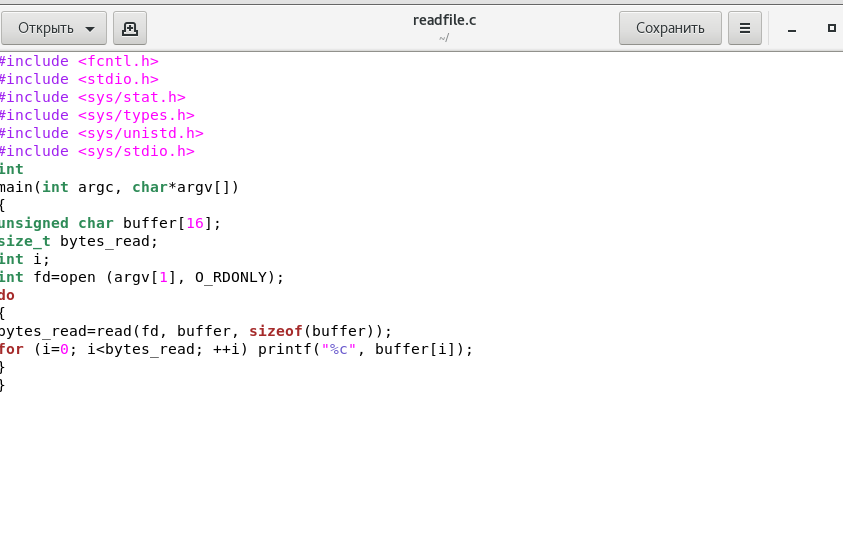 Открыть
readfile.c
~/
Сохранить
#include <fcntl.h>
#include <stdio.h>
#include <sys/stat.h>
#include <sys/types.h>
#include <sys/unistd.h>
#include <sys/stdio.h>
int
main(int argc, char*argv[])
{
unsigned char buffer[16];
size_t bytes_read;
int i;
int fd=open (argv[1], O_RDONLY);
do
{
bytes_read=read(fd, buffer, sizeof(buffer));
for (i=0; i<bytes_read; ++i) printf("%c", buffer[i]);
}
}